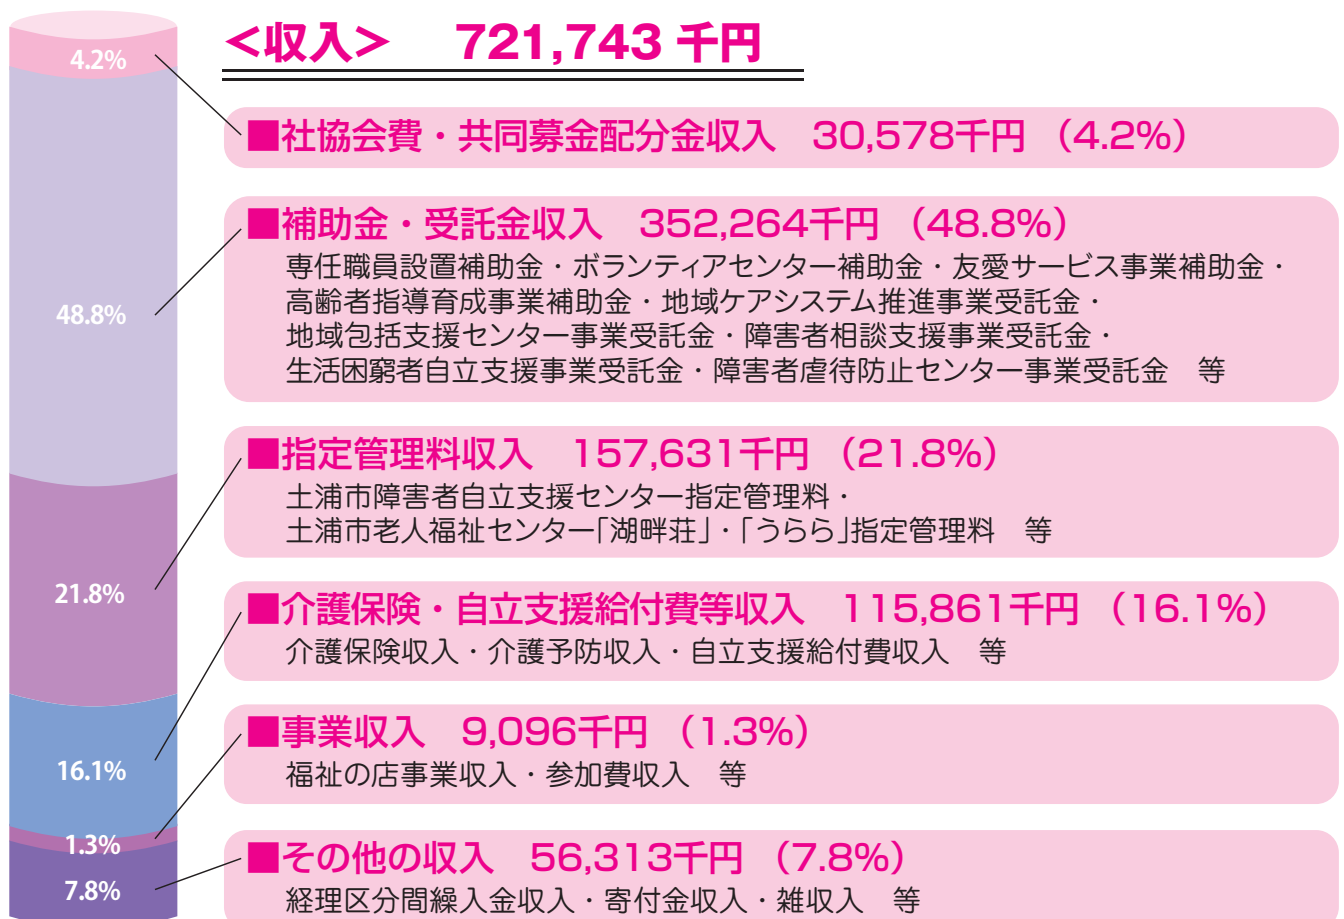 <収入>　721,743 千円
4.2%
■社協会費・共同募金配分金収入　30,578千円（4.2%）
48.8%
■補助金・受託金収入　352,264千円（48.8%）
専任職員設置補助金・ボランティアセンター補助金・友愛サービス事業補助金・
高齢者指導育成事業補助金・地域ケアシステム推進事業受託金・
地域包括支援センター事業受託金・障害者相談支援事業受託金・
生活困窮者自立支援事業受託金・障害者虐待防止センター事業受託金　等
21.8%
■指定管理料収入　157,631千円（21.8%）
土浦市障害者自立支援センター指定管理料・
土浦市老人福祉センター「湖畔荘」・「うらら」指定管理料　等
16.1%
■介護保険・自立支援給付費等収入　115,861千円（16.1%）
介護保険収入・介護予防収入・自立支援給付費収入　等
1.3%
■事業収入　9,096千円（1.3%）
福祉の店事業収入・参加費収入　等
7.8%
■その他の収入　56,313千円（7.8%）
経理区分間繰入金収入・寄付金収入・雑収入　等